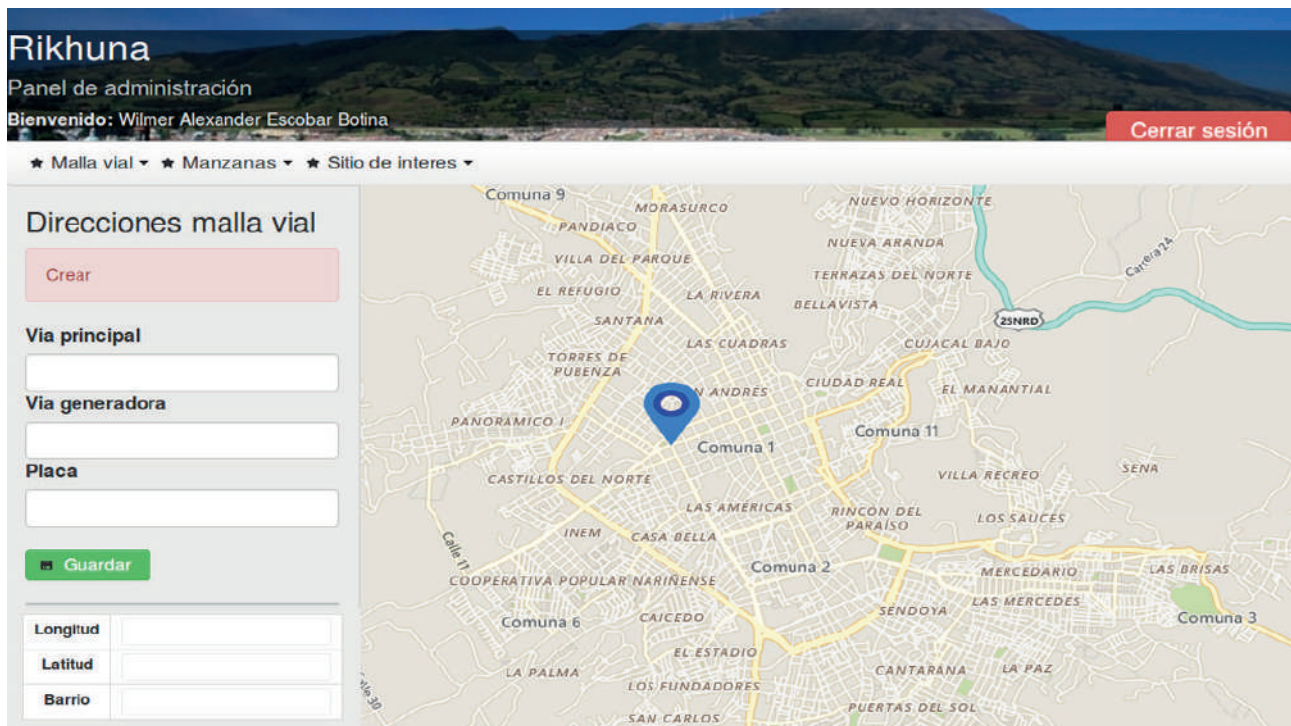 Rikhuna
Panel de administración
Bienvenido: Wilmer Alexander Escobar Botina
Cerrar sesión
Malla vial
Manzanas
Sitio de interes
Direcciones malla vial
Crear
Via principal
Via generadora
Placa
Guardar
Longitud
Latitud
Barrio
Comuna 9
MORASURCO
NUEVO HORIZONTE
PANDIACO
NUEVA ARANDA
Carrera 24
VILLA DEL PARQUE
TERRAZAS DEL NORTE
EL REFUGIO
LA RIVERA
BELLAVISTA
SANTANA
25NRD
LAS CUADRAS
CUJACAL BAJO
TORRES DE
PUBENZA
N ANDRÉS
CIUDAD REAL
EL MANANTIAL
PANORÁMICO I
Comuna 1
Comuna 11
CASTILLOS DEL NORTE
VILLA RECREO
SENA
LAS AMÉRICAS
RINCÓN DEL
PARAÍSO
LOS SAUCES
Calle 11
INEM
CASA BELLA
Comuna 2
MERCEDARIO
LAS BRISAS
COOPERATIVA POPULAR NARIÑENSE
SENDOYA
LAS MERCEDES
Comuna 6
CAICEDO
Comuna 3
EL ESTADIO
LA PALMA
CANTARANA
LA PAZ
LOS FUNDADORES
PUERTAS DEL SOL
SAN CARLOS